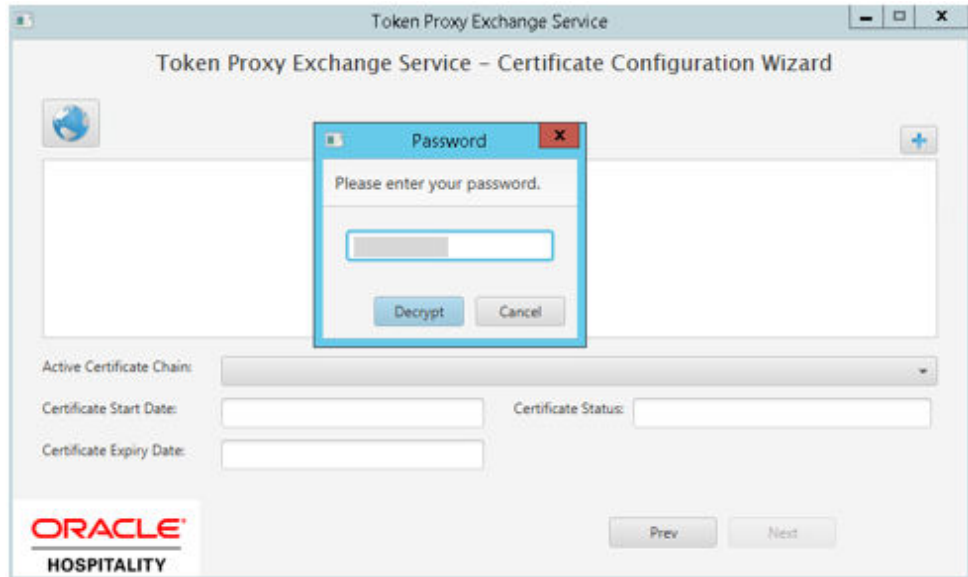 Token Proxy Exchange Service
Token Proxy Exchange Service – Certificate Configuration Wizard
Password
Please enter your password.
Decrypt Cancel
Active Certificate Chain:
Certificate Start Date: Certificate Status:
Certificate Expiry Date:
Prev Next
ORACLE®
HOSPITALITY